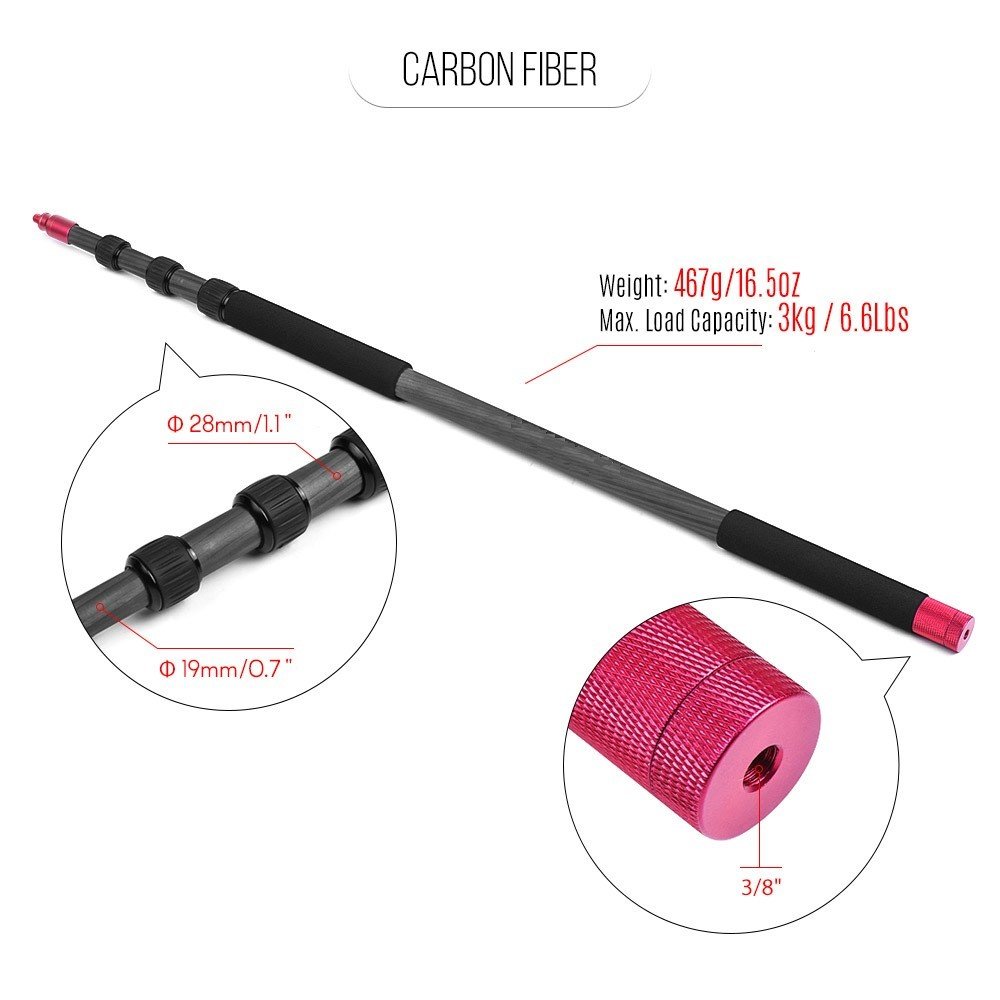 CARBON FIBER
Weight: 467g/16.5oz
Max. Load Capacity: 3kg / 6.6Lbs
Φ 28mm/1.1"
Φ 19mm/0.7"
3/8"